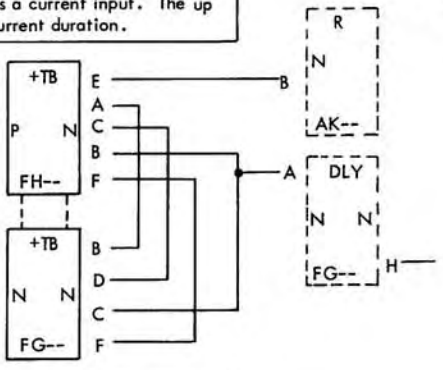 s a current input. The up
urrent duration.
+TB
P N
FH--
E
A
C
B
F
+TB
N N
FG--
B
D
C
F
B
R
N
AK--
A
DLY
N N
FG--
H